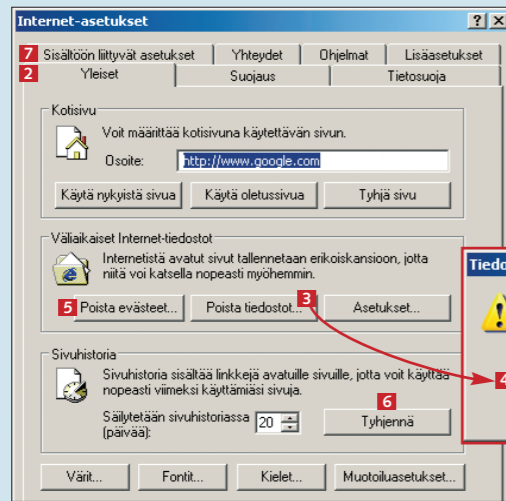 Internet-asetukset
7 Sisältöön liittyvät asetukset Yhteydet Ohjelmat Lisäasetukset
2 Yleiset Suojaus Tietosuoja
Kotisivu
Voit määrittää kotisivuna käytettävän sivun.
Osoite: http://www.google.com
Käytä nykyistä sivua Käytä oletussivua Tyhjä sivu
Väliaikaiset Internet-tiedostot
Internetistä avatut sivut tallennetaan erikoiskansioon, jotta
niitä voi katsella nopeasti myöhemmin.
Tiedo
5 Poista evästeet... Poista tiedostot... 3 Asetukset...
Sivuhistoria
Sivuhistoria sisältää linkkejä avatuille sivuille, jotta voit käyttää
nopeasti viimeksi käyttämiäsi sivuja.
4
6
Säilytetään sivuhistoriassa 20 Tyhjennä
(päivää):
Värit... Fontit... Kielet... Muotoiluasetukset...